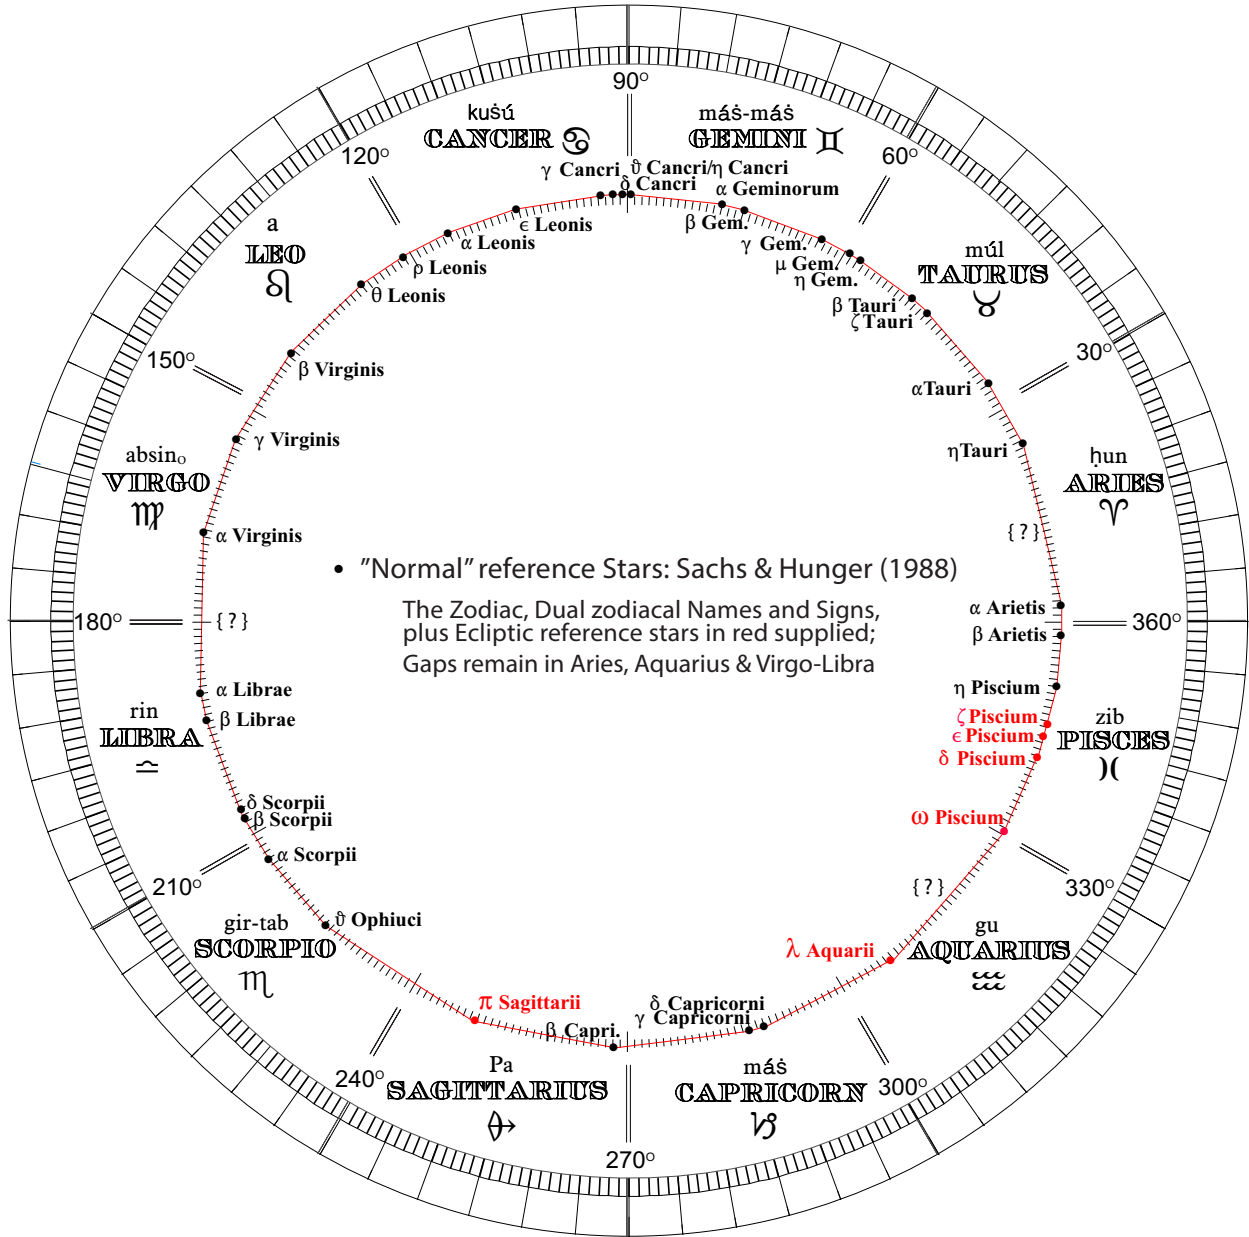 90°
kuṡú
CANCER ♋
máṡ-máṡ
GEMINI ♊
120°
60°
γ Cancri
ϑ Cancri/η Cancri
δ Cancri
α Geminorum
β Gem.
ϵ Leonis
α Leonis
γ Gem.
μ Gem.
η Gem.
ρ Leonis
θ Leonis
a
LEO
♌
múl
TAURUS
♉
β Tauri
ζ Tauri
150°
30°
β Virginis
αTauri
γ Virginis
ηTauri
absin₀
VIRGO
♍
ḥun
ARIES
♈
α Virginis
{?}
• ”Normal” reference Stars: Sachs & Hunger (1988)
The Zodiac, Dual zodiacal Names and Signs,
plus Ecliptic reference stars in red supplied;
Gaps remain in Aries, Aquarius & Virgo-Libra
180°
{?}
α Arietis
β Arietis
360°
α Librae
β Librae
η Piscium
ζ Piscium
ϵ Piscium
δ Piscium
rin
LIBRA
♎
zib
PISCES
)(
δ Scorpii
β Scorpii
α Scorpii
ω Piscium
210°
330°
{?}
ϑ Ophiuci
gir-tab
SCORPIO
♏
λ Aquarii
gu
AQUARIUS
π Sagittarii
β Capri.
δ Capricorni
γ Capricorni
240°
300°
Pa
SAGITTARIUS
máṡ
CAPRICORN
♑
270°